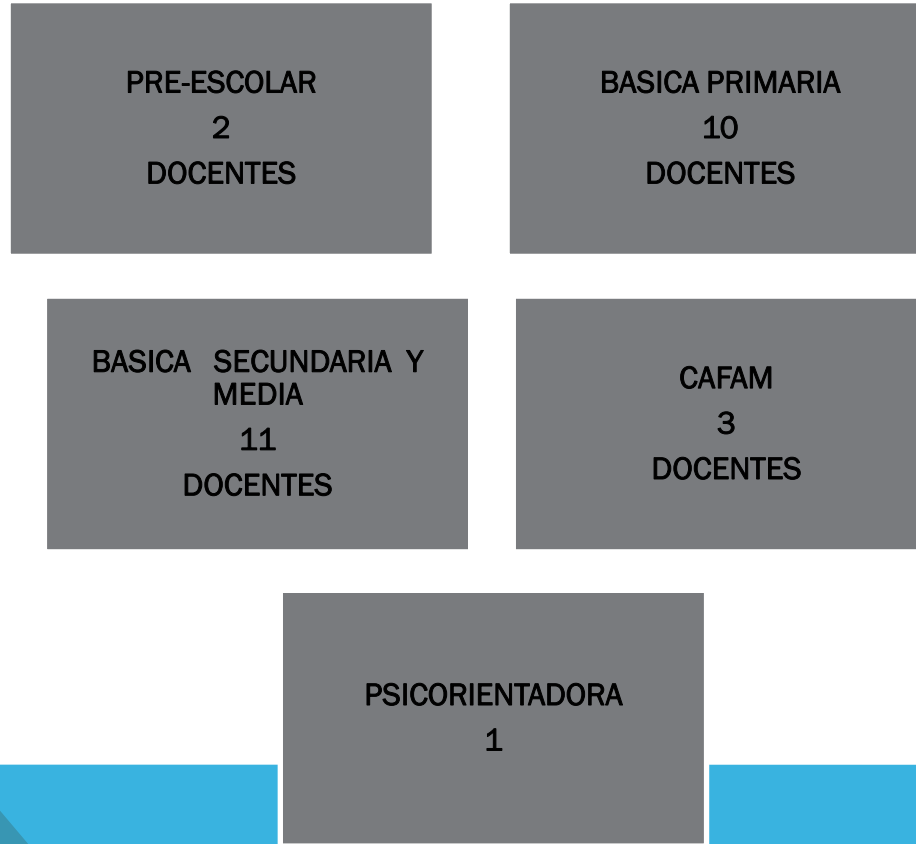 PRE-ESCOLAR
2
DOCENTES
BASICA PRIMARIA
10
DOCENTES
BASICA SECUNDARIA Y
MEDIA
11
DOCENTES
CAFAM
3
DOCENTES
PSICORIENTADORA
1